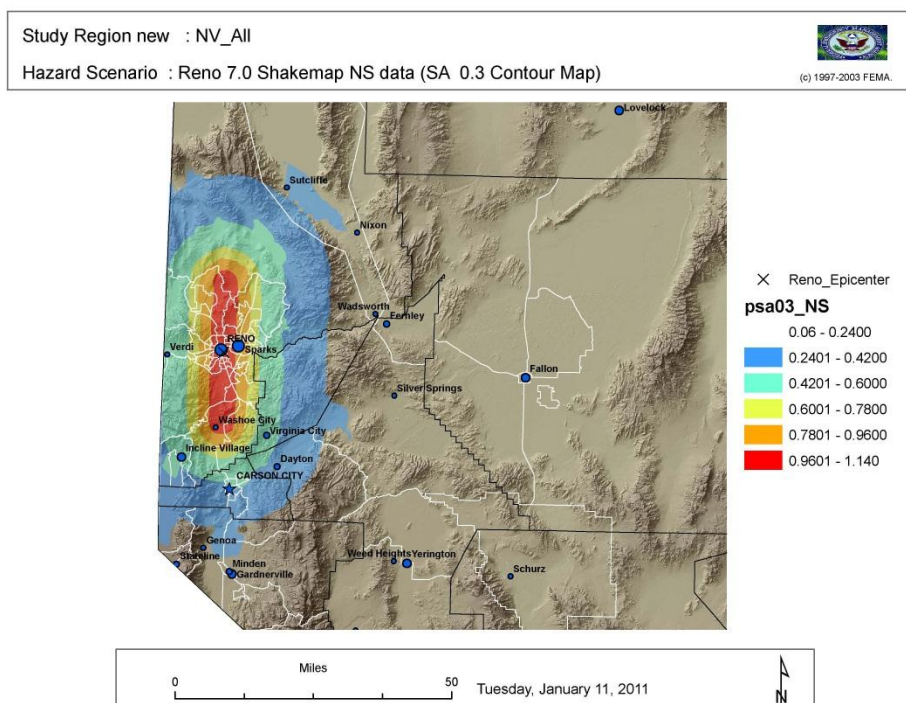 Study Region new : NV_All
Hazard Scenario : Reno 7.0 Shakemap NS data (SA 0.3 Contour Map)
(c) 1997-2003 FEMA.
Lovelock
Sutcliffe
Nixon
Wadsworth
Fernley
RENO
Verdi
Sparks
Fallon
Silver Springs
Washoe City
Virginia City
Incline Village
Dayton
CARSON CITY
Genoa
Stateline
Minden
Gardnerville
Weed Heights
Yerington
Schurz
Reno_Epicenter
psa03_NS
0.06 - 0.2400
0.2401 - 0.4200
0.4201 - 0.6000
0.6001 - 0.7800
0.7801 - 0.9600
0.9601 - 1.140
Miles
0
50
Tuesday, January 11, 2011
N